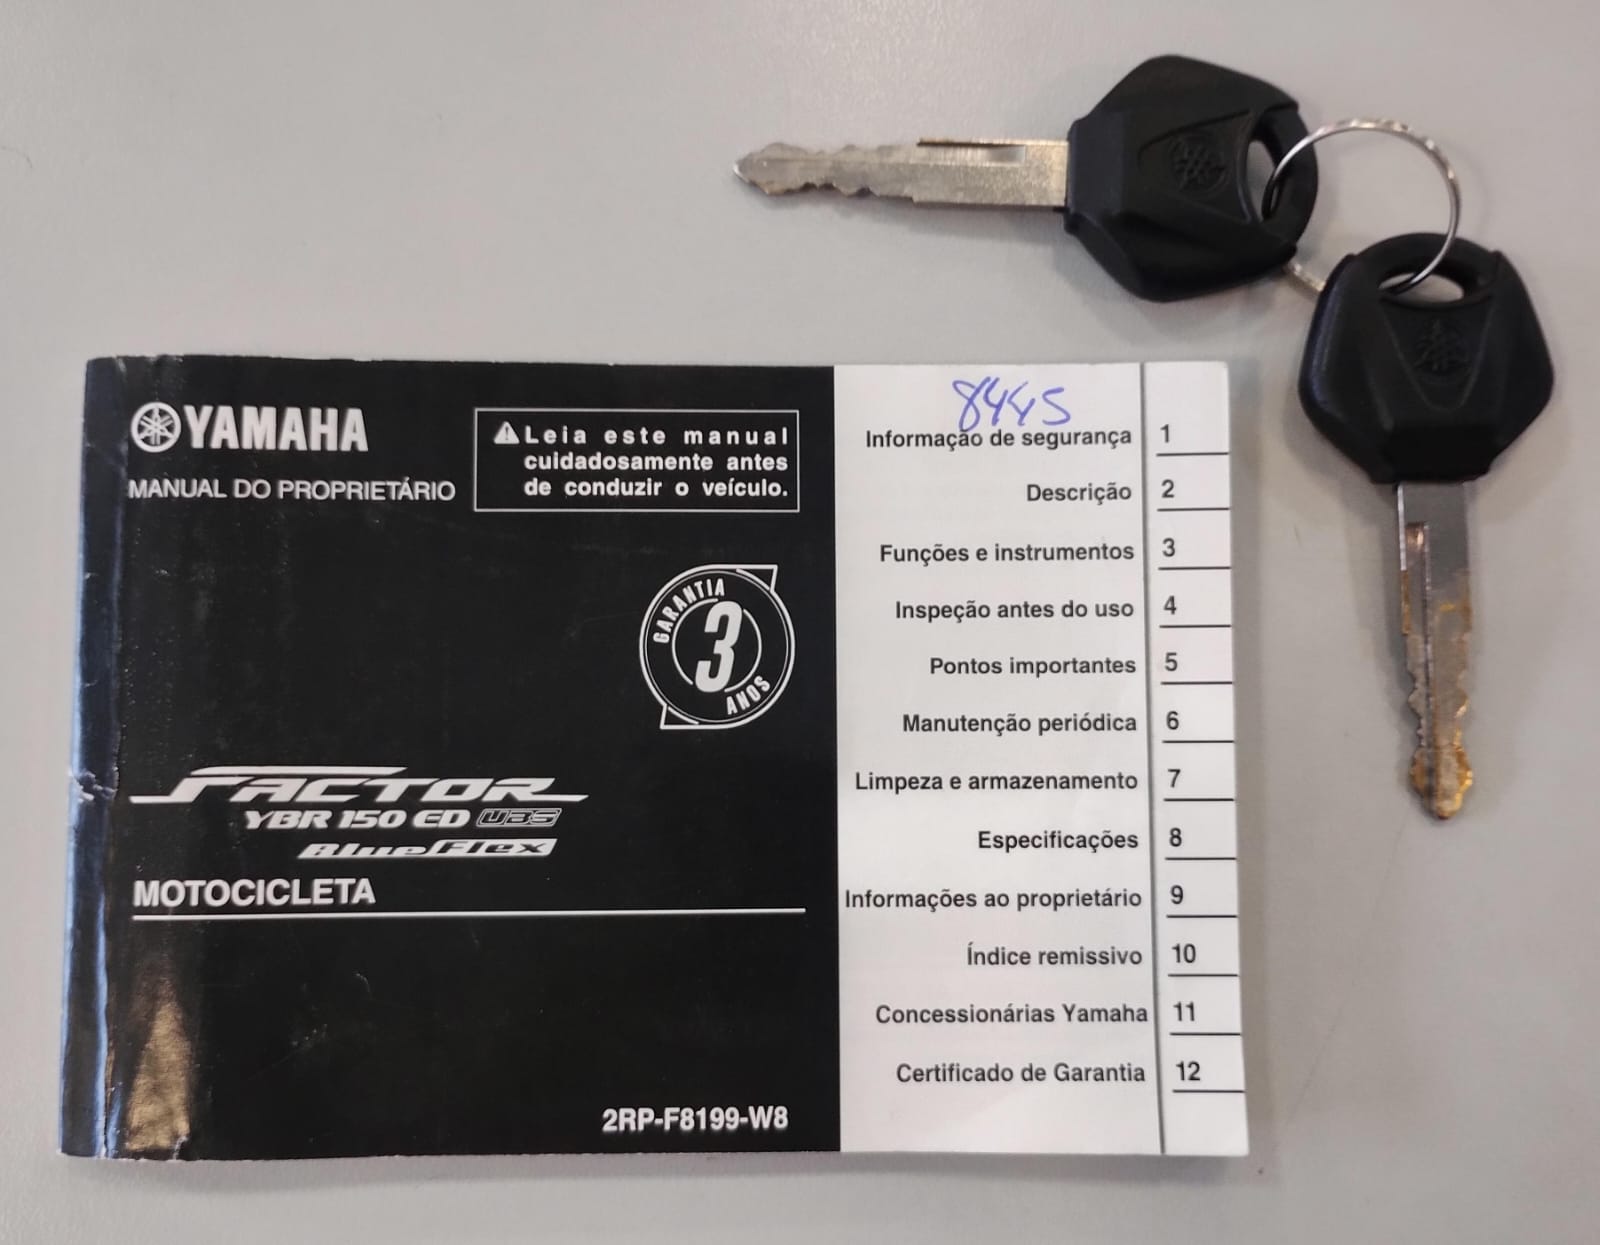 YAMAHA
MANUAL DO PROPRIETÁRIO
Leia este manual
cuidadosamente antes
de conduzir o veículo.
GARANTIA
3
ANOS
FACTOR
YBR 150 ED UBS
BlueFlex
MOTOCICLETA
2RP-F8199-W8
8445
Informação de segurança 1
Descrição 2
Funções e instrumentos 3
Inspeção antes do uso 4
Pontos importantes 5
Manutenção periódica 6
Limpeza e armazenamento 7
Especificações 8
Informações ao proprietário 9
Índice remissivo 10
Concessionárias Yamaha 11
Certificado de Garantia 12